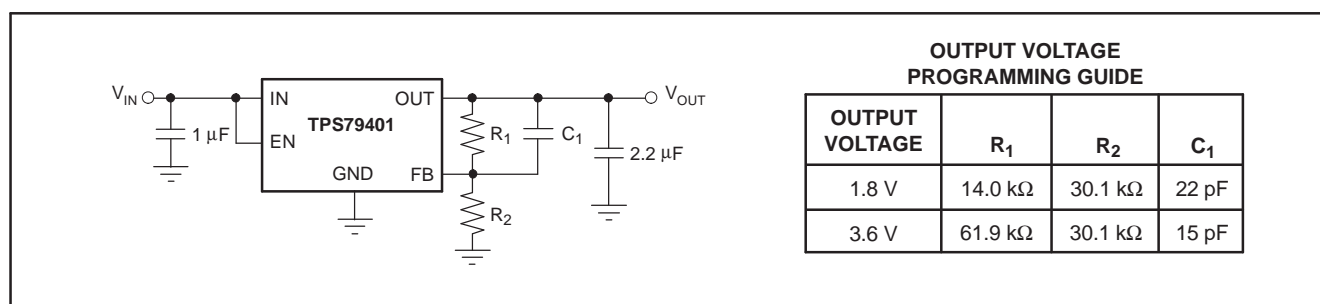 V_IN
IN
EN
TPS79401
GND
OUT
FB
1 μF
R_1
C_1
R_2
2.2 μF
V_OUT
OUTPUT VOLTAGE
PROGRAMMING GUIDE
OUTPUT VOLTAGE R_1 R_2 C_1
1.8 V 14.0 kΩ 30.1 kΩ 22 pF
3.6 V 61.9 kΩ 30.1 kΩ 15 pF